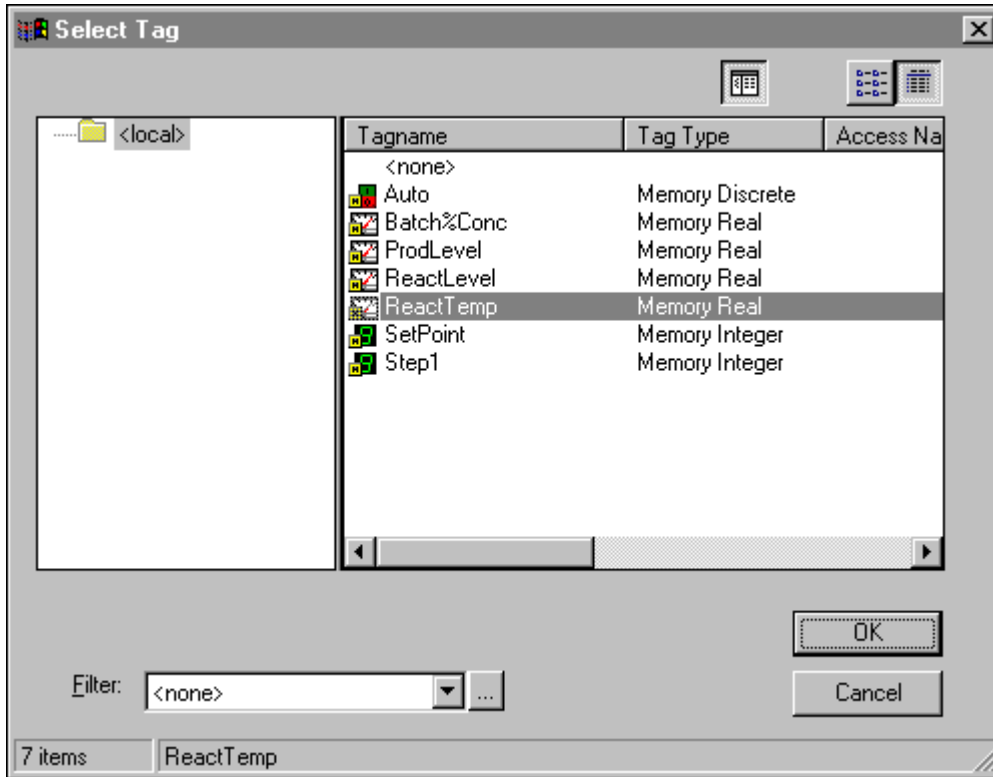 Select Tag
<local>
Tagname Tag Type Access Na
<none>
Auto Memory Discrete
Batch%Conc Memory Real
ProdLevel Memory Real
ReactLevel Memory Real
ReactTemp Memory Real
SetPoint Memory Integer
Step1 Memory Integer
OK
Filter: <none> ...
Cancel
7 items ReactTemp